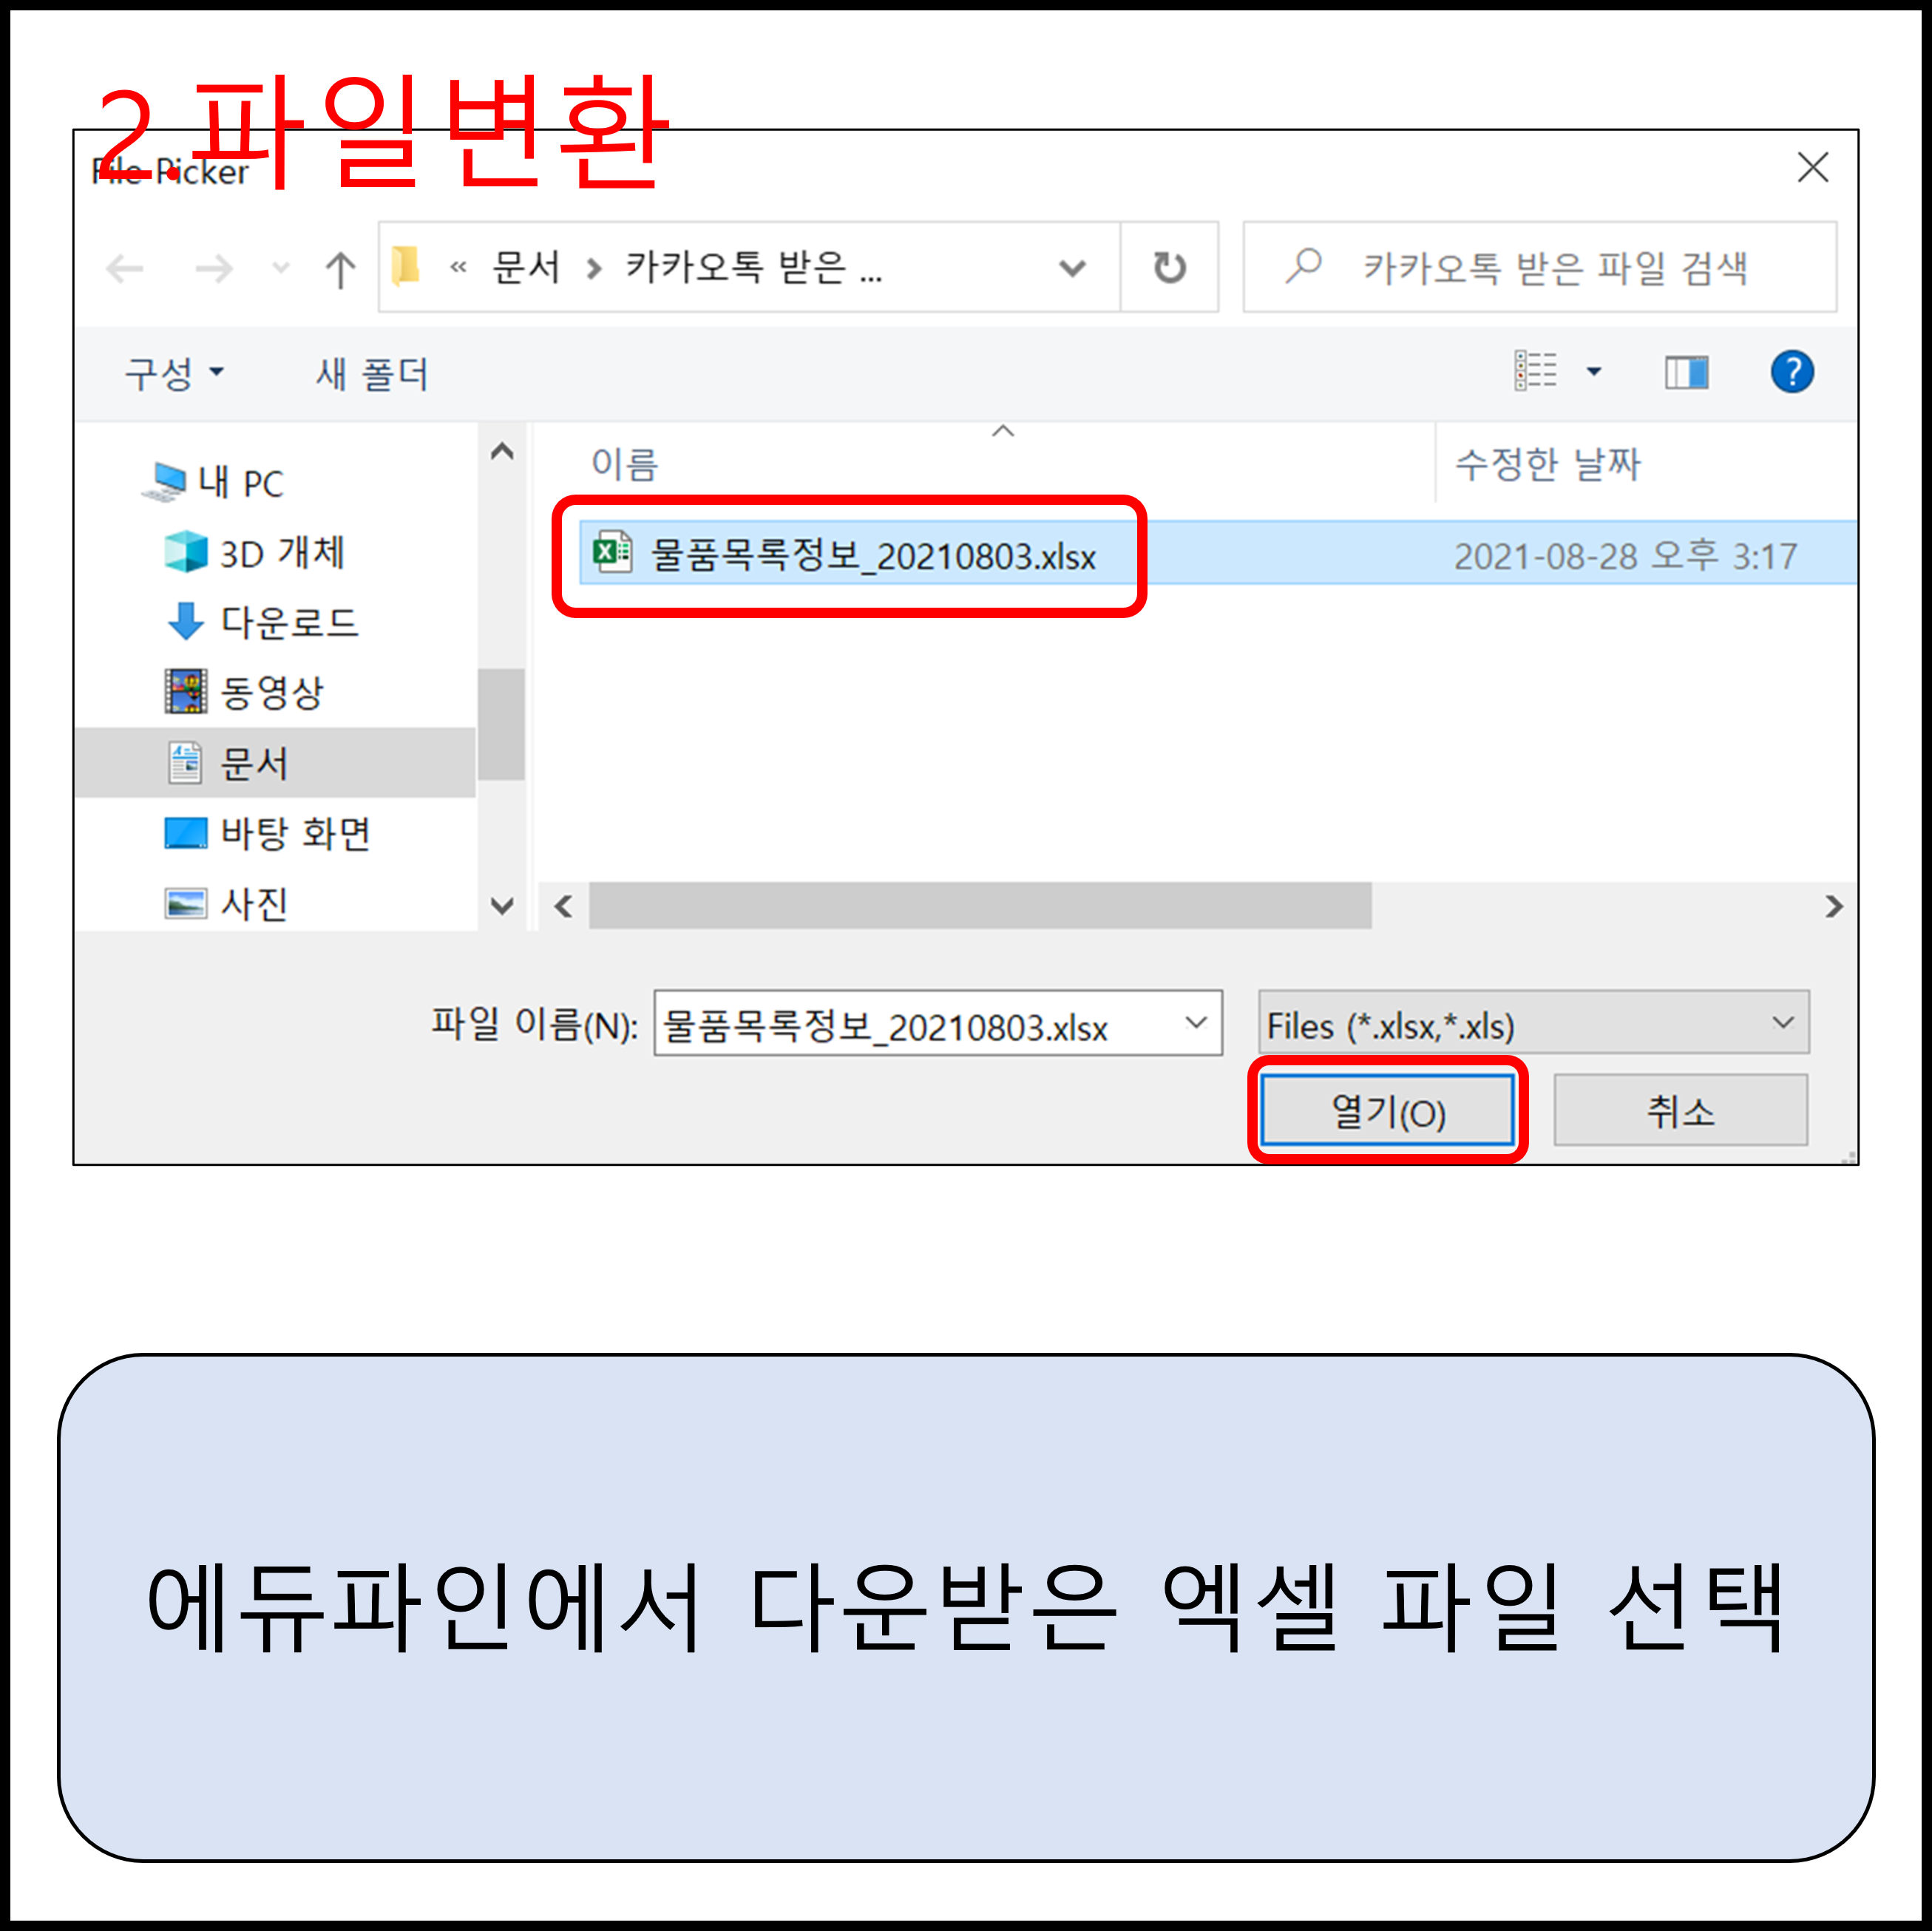 2.파일변환
File Picker
« 문서 > 카카오톡 받은 ...
카카오톡 받은 파일 검색
구성
새 폴더
내 PC
3D 개체
다운로드
동영상
문서
바탕 화면
사진
이름
수정한 날짜
물품목록정보_20210803.xlsx
2021-08-28 오후 3:17
파일 이름(N):
물품목록정보_20210803.xlsx
Files (*.xlsx,*.xls)
열기(O)
취소
에듀파인에서 다운받은 엑셀 파일 선택